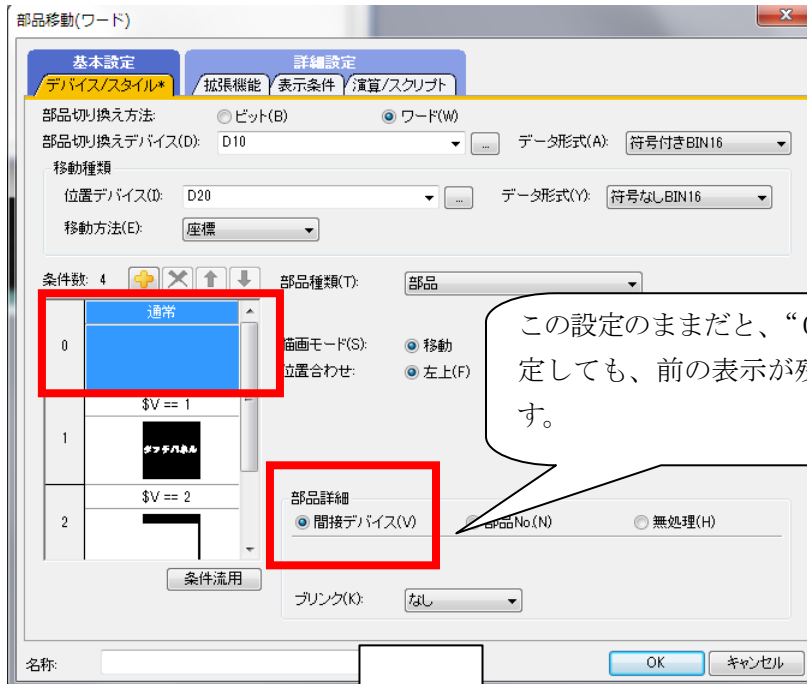 部品移動(ワード)
基本設定
詳細設定
デバイス/スタイル*
拡張機能
表示条件
演算/スクリプト
部品切り換え方法:
ビット(B)
ワード(W)
部品切り換えデバイス(D):
D10
...
データ形式(A):
符号付きBIN16
移動種類
位置デバイス(I):
D20
...
データ形式(Y):
符号なしBIN16
移動方法(E):
座標
条件数: 4
部品種類(T):
部品
0
通常
描画モード(S):
移動
位置合わせ:
左上(F)
この設定のままだと、“0
定しても、前の表示が残
す。
$V == 1
1
タッチパネル
$V == 2
2
部品詳細
間接デバイス(V)
部品No.(N)
無処理(H)
条件流用
ブリンク(K):
なし
名称:
OK
キャンセル